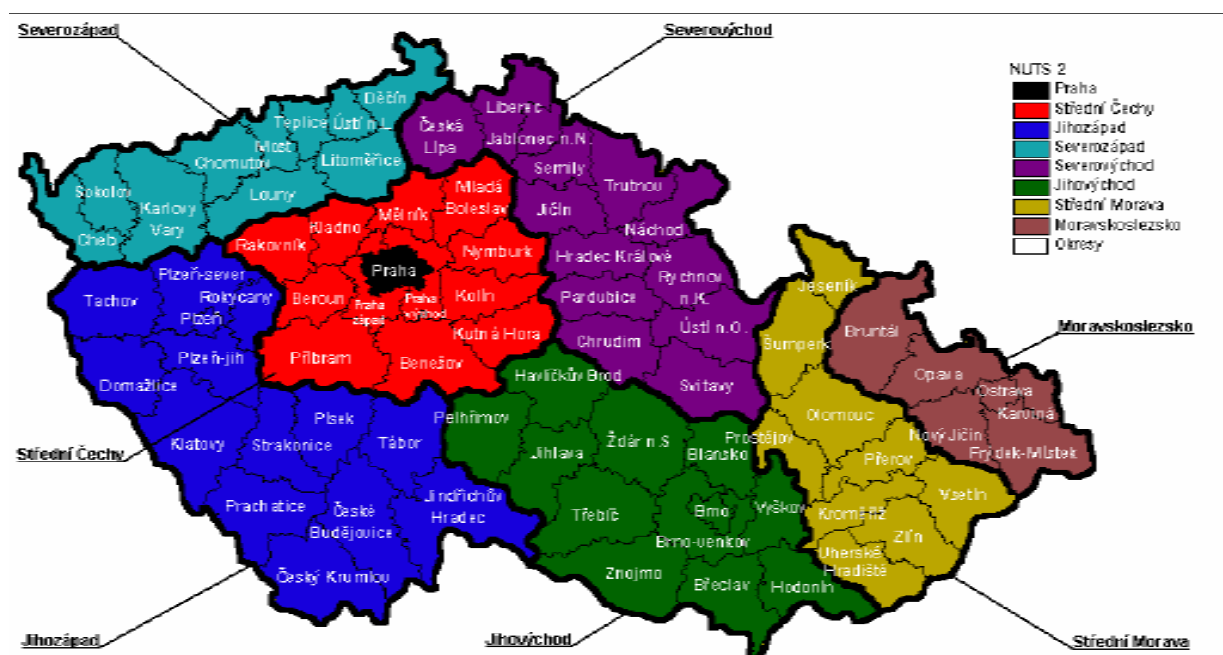 Severozápad
Severovýchod
NUTS 2
Praha
Střední Čechy
Jihozápad
Severozápad
Severovýchod
Jihovýchod
Střední Morava
Moravskoslezsko
Okresy
Děčín
Teplice
Ústí n.L.
Most
Chomutov
Litoměřice
Louny
Sokolov
Karlovy
Vary
Cheb
Liberec
Česká
Lípa
Jablonec n.N.
Semily
Trutnov
Jičín
Náchod
Hradec Králové
Rychnov
n.K.
Pardubice
Ústí n.O.
Chrudim
Svitavy
Mladá
Boleslav
Mělník
Kladno
Rakovník
Nymburk
Praha
Beroun
Praha
západ
Praha
východ
Kolín
Kutná Hora
Příbram
Benešov
Plzeň-sever
Tachov
Rokycany
Plzeň
Plzeň-jih
Domažlice
Písek
Klatovy
Strakonice
Tábor
Prachatice
České
Budějovice
Jindřichův
Hradec
Český Krumlov
Havlíčkův Brod
Pelhřimov
Jihlava
Žďár n.S
Blansko
Třebíč
Brno
Vyškov
Brno-venkov
Znojmo
Břeclav
Hodonín
Jeseník
Šumperk
Olomouc
Prostějov
Přerov
Vsetín
Kroměříž
Zlín
Uherské
Hradiště
Bruntál
Opava
Ostrava
Karviná
Nový Jičín
Frýdek-Místek
Moravskoslezsko
Střední Čechy
Jihozápad
Jihovýchod
Střední Morava